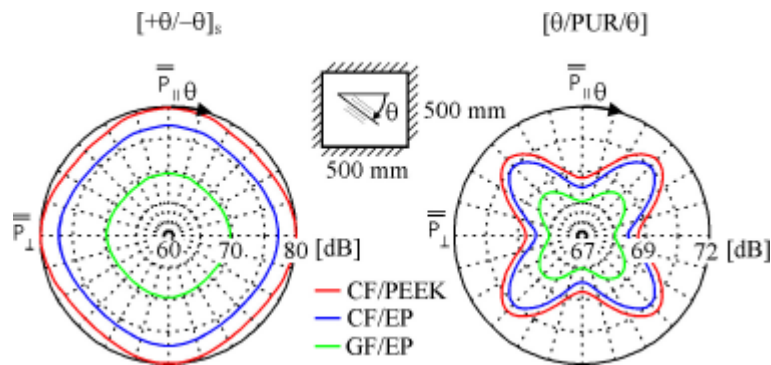 [+θ/−θ]s
[θ/PUR/θ]
P||θ
P||θ
θ
500 mm
500 mm
P⊥
P⊥
60 70 80 [dB]
67 69 72 [dB]
CF/PEEK
CF/EP
GF/EP